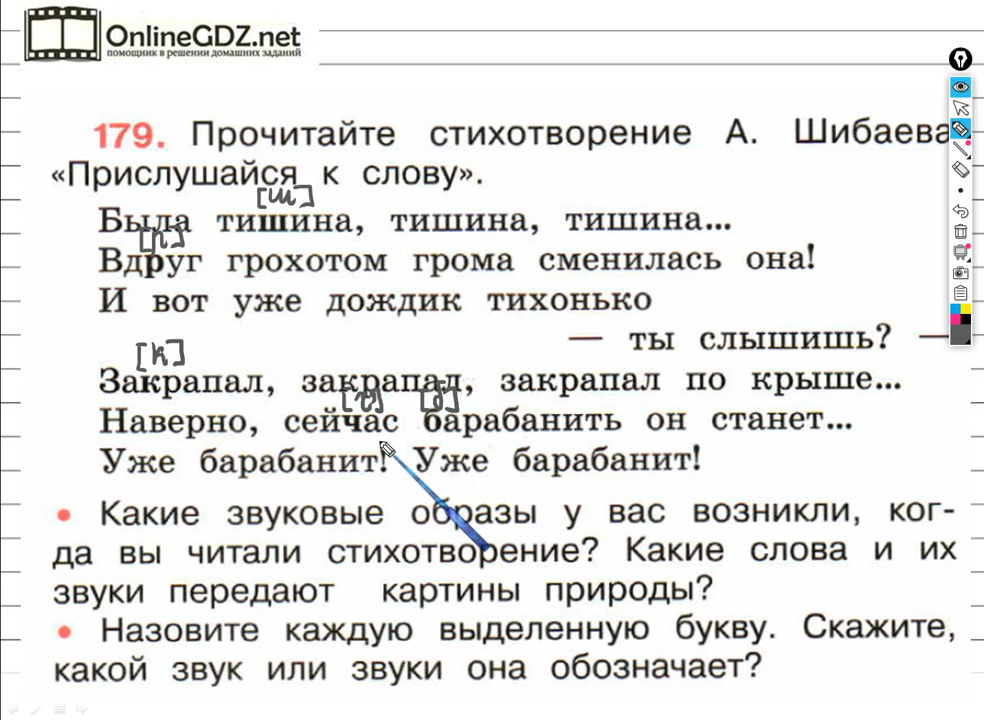 OnlineGDZ.net
помощник в решении домашних заданий
179. Прочитайте стихотворение А. Шибаева
«Прислушайся к слову».
[ш]
Была тишина, тишина, тишина...
[р]
Вдруг грохотом грома сменилась она!
И вот уже дождик тихонько
— ты слышишь? —
[к]
Закрапал, закрапал, закрапал по крыше...
[б]
Наверно, сейчас барабанить он станет...
Уже барабанит! Уже барабанит!
• Какие звуковые образы у вас возникли, ког-
да вы читали стихотворение? Какие слова и их
звуки передают картины природы?
• Назовите каждую выделенную букву. Скажите,
какой звук или звуки она обозначает?